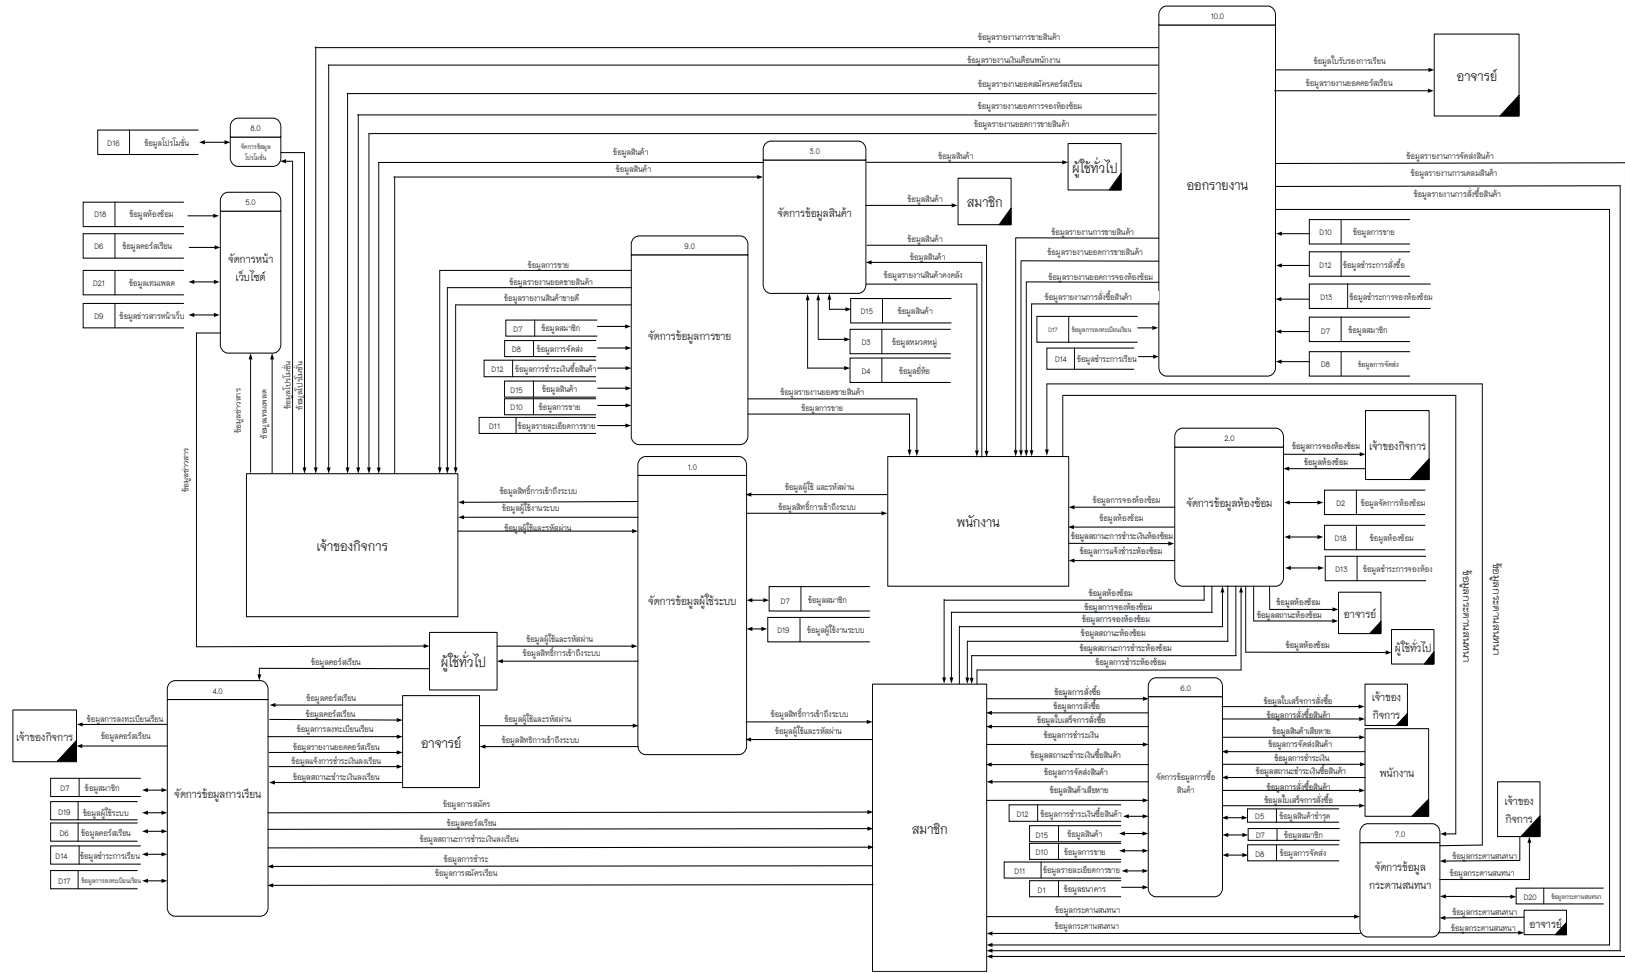 10.0
ออกรายงาน
ข้อมูลรายงานการขายสินค้า
ข้อมูลรายงานเงินเดือนพนักงาน
ข้อมูลรายงานยอดสมัครคอร์สเรียน
ข้อมูลรายงานยอดการจองห้องซ้อม
ข้อมูลรายงานยอดการขายสินค้า
ข้อมูลใบรับรองการเรียน
ข้อมูลรายงานยอดคอร์สเรียน
อาจารย์
ข้อมูลรายงานการจัดส่งสินค้า
ข้อมูลรายงานการเคลมสินค้า
ข้อมูลรายงานการสั่งซื้อสินค้า
D10 ข้อมูลการขาย
D12 ข้อมูลชำระการสั่งซื้อ
D13 ข้อมูลชำระการจองห้องซ้อม
D7 ข้อมูลสมาชิก
D8 ข้อมูลการจัดส่ง
ข้อมูลรายงานการขายสินค้า
ข้อมูลรายงานยอดการขายสินค้า
ข้อมูลรายงานยอดการจองห้องซ้อม
ข้อมูลรายงานการสั่งซื้อสินค้า
D17 ข้อมูลการลงทะเบียนเรียน
D14 ข้อมูลชำระการเรียน
8.0
จัดการข้อมูล
โปรโมชั่น
D16 ข้อมูลโปรโมชั่น
5.0
จัดการหน้า
เว็บไซต์
D18 ข้อมูลห้องซ้อม
D6 ข้อมูลคอร์สเรียน
D21 ข้อมูลเทมเพลต
D9 ข้อมูลข่าวสารหน้าเว็บ
ข้อมูลข่าวสาร
ข้อมูลข่าวสาร
ข้อมูลเทมเพลต
ข้อมูลโปรโมชั่น
ข้อมูลโปรโมชั่น
3.0
จัดการข้อมูลสินค้า
ข้อมูลสินค้า
ข้อมูลสินค้า
ข้อมูลสินค้า
ผู้ใช้ทั่วไป
ข้อมูลสินค้า
สมาชิก
ข้อมูลสินค้า
ข้อมูลสินค้า
ข้อมูลรายงานสินค้าคงคลัง
D15 ข้อมูลสินค้า
D3 ข้อมูลหมวดหมู่
D4 ข้อมูลยี่ห้อ
9.0
จัดการข้อมูลการขาย
ข้อมูลการขาย
ข้อมูลรายงานยอดขายสินค้า
ข้อมูลรายงานสินค้าขายดี
D7 ข้อมูลสมาชิก
D8 ข้อมูลการจัดส่ง
D12 ข้อมูลการชำระเงินซื้อสินค้า
D15 ข้อมูลสินค้า
D10 ข้อมูลการขาย
D11 ข้อมูลรายละเอียดการขาย
ข้อมูลรายงานยอดขายสินค้า
ข้อมูลการขาย
เจ้าของกิจการ
1.0
จัดการข้อมูลผู้ใช้ระบบ
ข้อมูลสิทธิ์การเข้าถึงระบบ
ข้อมูลผู้ใช้งานระบบ
ข้อมูลผู้ใช้และรหัสผ่าน
ข้อมูลผู้ใช้ และรหัสผ่าน
ข้อมูลสิทธิ์การเข้าถึงระบบ
D7 ข้อมูลสมาชิก
D19 ข้อมูลผู้ใช้งานระบบ
พนักงาน
2.0
จัดการข้อมูลห้องซ้อม
ข้อมูลการจองห้องซ้อม
ข้อมูลห้องซ้อม
ข้อมูลสถานะการชำระเงินห้องซ้อม
ข้อมูลการแจ้งชำระห้องซ้อม
ข้อมูลการจองห้องซ้อม
ข้อมูลห้องซ้อม
เจ้าของกิจการ
D2 ข้อมูลจัดการห้องซ้อม
D18 ข้อมูลห้องซ้อม
D13 ข้อมูลชำระการจองห้อง
ข้อมูลห้องซ้อม
ข้อมูลสถานะห้องซ้อม
อาจารย์
ข้อมูลห้องซ้อม
ผู้ใช้ทั่วไป
ข้อมูลห้องซ้อม
ข้อมูลการจองห้องซ้อม
ข้อมูลการจองห้องซ้อม
ข้อมูลสถานะห้องซ้อม
ข้อมูลสถานะการชำระห้องซ้อม
ข้อมูลการชำระห้องซ้อม
ข้อมูลกระดานสนทนา
ข้อมูลกระดานสนทนา
ผู้ใช้ทั่วไป
ข้อมูลผู้ใช้และรหัสผ่าน
ข้อมูลสิทธิ์การเข้าถึงระบบ
ข้อมูลคอร์สเรียน
4.0
จัดการข้อมูลการเรียน
เจ้าของกิจการ
ข้อมูลการลงทะเบียนเรียน
ข้อมูลคอร์สเรียน
D7 ข้อมูสมาชิก
D19 ข้อมูลผู้ใช้ระบบ
D6 ข้อมูลคอร์สเรียน
D14 ข้อมูลชำระการเรียน
D17 ข้อมูลการลงทะเบียนเรียน
ข้อมูลคอร์สเรียน
ข้อมูลคอร์สเรียน
ข้อมูลการลงทะเบียนเรียน
ข้อมูลรายงานยอดคอร์สเรียน
ข้อมูลแจ้งการชำระเงินลงเรียน
ข้อมูลสถานะชำระเงินลงเรียน
อาจารย์
ข้อมูลผู้ใช้และรหัสผ่าน
ข้อมูลสิทธิการเข้าถึงระบบ
ข้อมูลสิทธิ์การเข้าถึงระบบ
ข้อมูลผู้ใช้และรหัสผ่าน
ข้อมูลการสมัคร
ข้อมูลคอร์สเรียน
ข้อมูลสถานะการชำระเงินลงเรียน
ข้อมูลการชำระ
ข้อมูลการสมัครเรียน
สมาชิก
6.0
จัดการข้อมูลการซื้อ
สินค้า
ข้อมูลการสั่งซื้อ
ข้อมูลการสั่งซื้อ
ข้อมูลใบเสร็จการสั่งซื้อ
ข้อมูลการชำระเงิน
ข้อมูลสถานะชำระเงินซื้อสินค้า
ข้อมูลการจัดส่งสินค้า
ข้อมูลสินค้าเสียหาย
D12 ข้อมูลการชำระเงินซื้อสินค้า
D15 ข้อมูลสินค้า
D10 ข้อมูลการขาย
D11 ข้อมูลรายละเอียดการขาย
D1 ข้อมูลธนาคาร
ข้อมูลใบเสร็จการสั่งซื้อ
ข้อมูลการสั่งซื้อสินค้า
เจ้าของ
กิจการ
ข้อมูลสินค้าเสียหาย
ข้อมูลการจัดส่งสินค้า
ข้อมูลการชำระเงิน
ข้อมูลสถานะชำระเงินซื้อสินค้า
ข้อมูลการสั่งซื้อสินค้า
ข้อมูลใบเสร็จการสั่งซื้อ
พนักงาน
D5 ข้อมูลสินค้าชำรุด
D7 ข้อมูลสมาชิก
D8 ข้อมูลการจัดส่ง
7.0
จัดการข้อมูล
กระดานสนทนา
เจ้าของ
กิจการ
ข้อมูลกระดานสนทนา
ข้อมูลกระดานสนทนา
D20 ข้อมูลกระดานสนทนา
ข้อมูลกระดานสนทนา
ข้อมูลกระดานสนทนา
อาจารย์
ข้อมูลกระดานสนทนา
ข้อมูลกระดานสนทนา